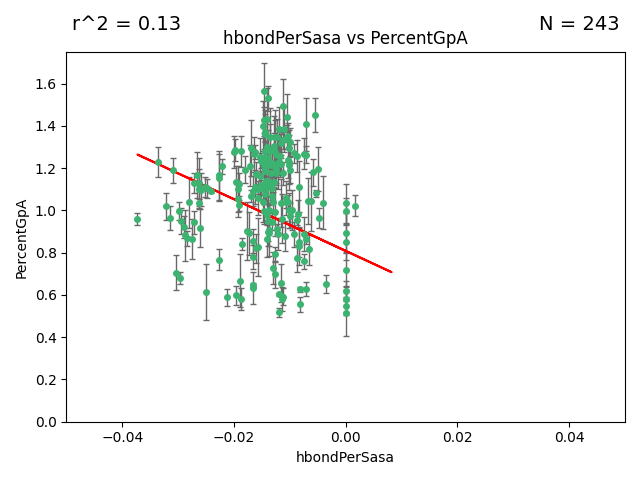 r^2 = 0.13
N = 243
hbondPerSasa vs PercentGpA
PercentGpA
1.6
1.4
1.2
1.0
0.8
0.6
0.4
0.2
0.0
−0.04
−0.02
0.00
0.02
0.04
hbondPerSasa